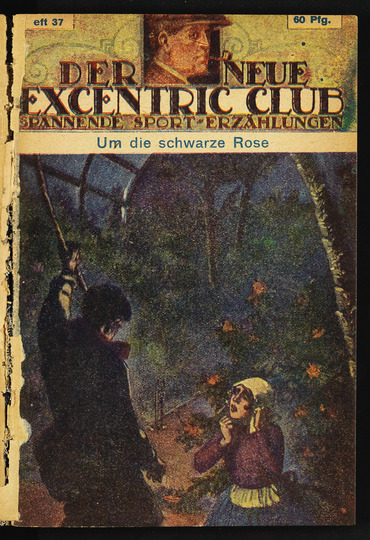 eft 37
60 Pfg.
DER NEUE
EXCENTRIC CLUB
SPANNENDE SPORT-ERZÄHLUNGEN
Um die schwarze Rose